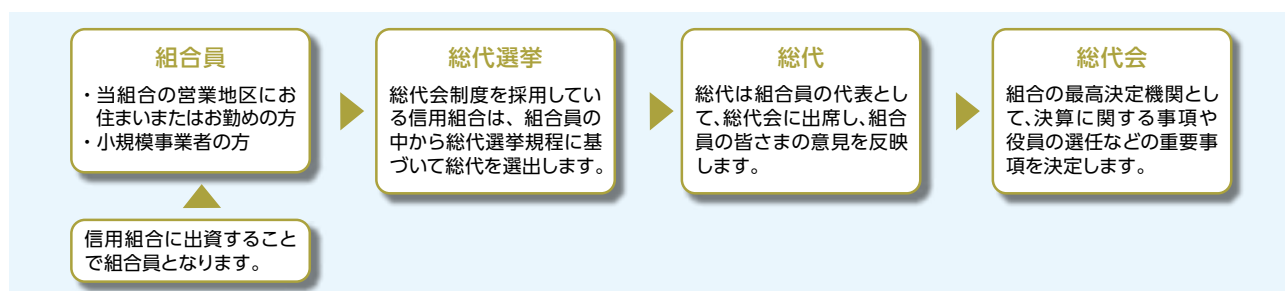 組合員
・当組合の営業地区にお
住まいまたはお勤めの方
・小規模事業者の方
信用組合に出資すること
で組合員となります。
総代選挙
総代会制度を採用してい
る信用組合は、組合員の
中から総代選挙規程に基
づいて総代を選出します。
総代
総代は組合員の代表とし
て、総代会に出席し、組合
員の皆さまの意見を反映
します。
総代会
組合の最高決定機関とし
て、決算に関する事項や
役員の選任などの重要事
項を決定します。